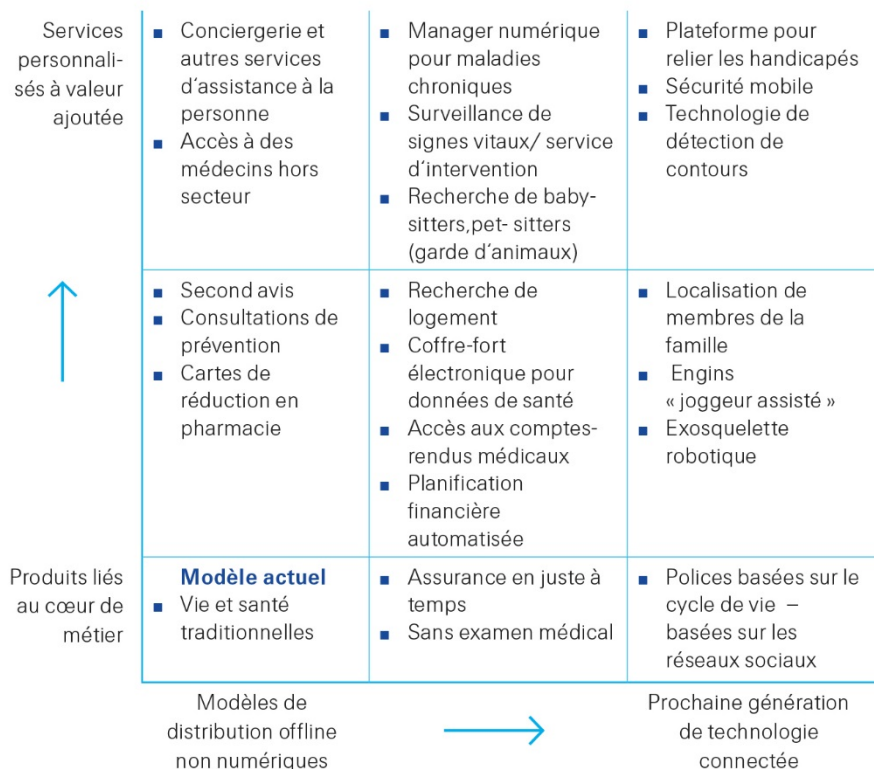 Services
personnali-
sés à valeur
ajoutée
■ Conciergerie et
autres services
d'assistance à la
personne
■ Accès à des
médecins hors
secteur
■ Manager numérique
pour maladies
chroniques
■ Surveillance de
signes vitaux/ service
d'intervention
■ Recherche de baby-
sitters,pet- sitters
(garde d'animaux)
■ Plateforme pour
relier les handicapés
■ Sécurité mobile
■ Technologie de
détection de
contours
■ Second avis
■ Consultations de
prévention
■ Cartes de
réduction en
pharmacie
■ Recherche de
logement
■ Coffre-fort
électronique pour
données de santé
■ Accès aux comptes-
rendus médicaux
■ Planification
financière
automatisée
■ Localisation de
membres de la
famille
■ Engins
« joggeur assisté »
■ Exosquelette
robotique
Produits liés
au cœur de
métier
Modèle actuel
■ Vie et santé
traditionnelles
■ Assurance en juste à
temps
■ Sans examen médical
■ Polices basées sur le
cycle de vie –
basées sur les
réseaux sociaux
Modèles de
distribution offline
non numériques
Prochaine génération
de technologie
connectée